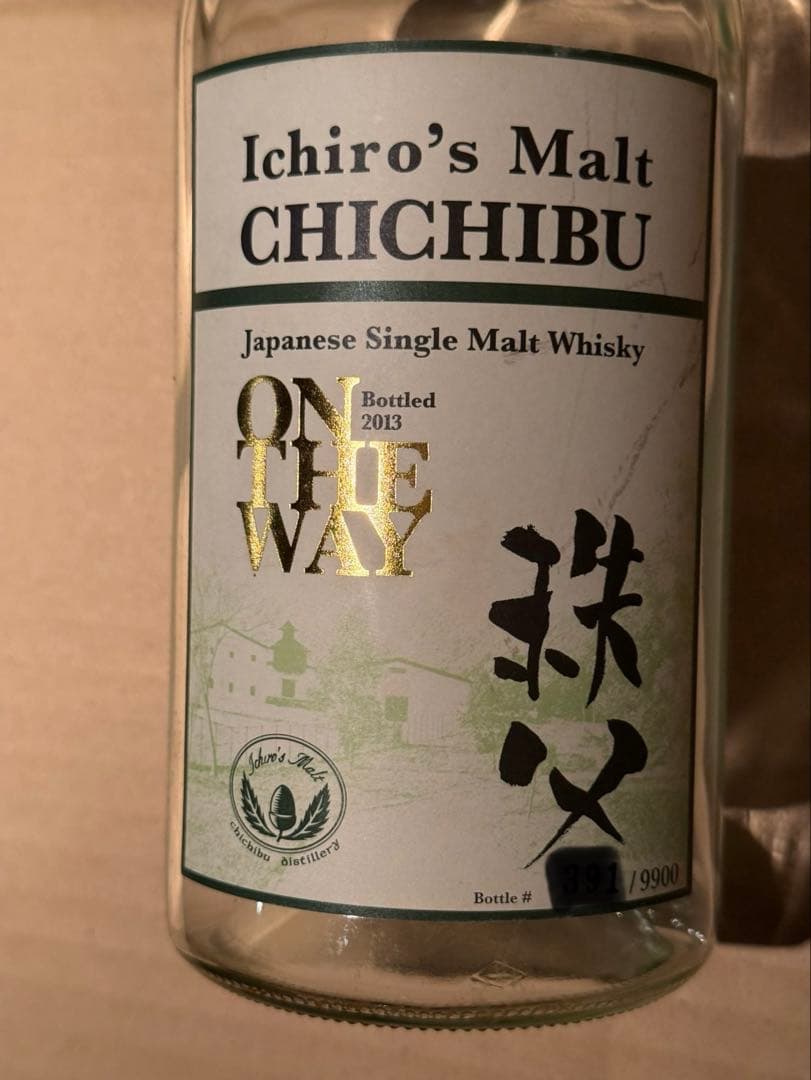 Ichiro's Malt
CHICHIBU
Japanese Single Malt Whisky
ON
THE
WAY
Bottled
2013
秩
父
Ichiro's Malt
chichibu distillery
Bottle # 391 / 9900